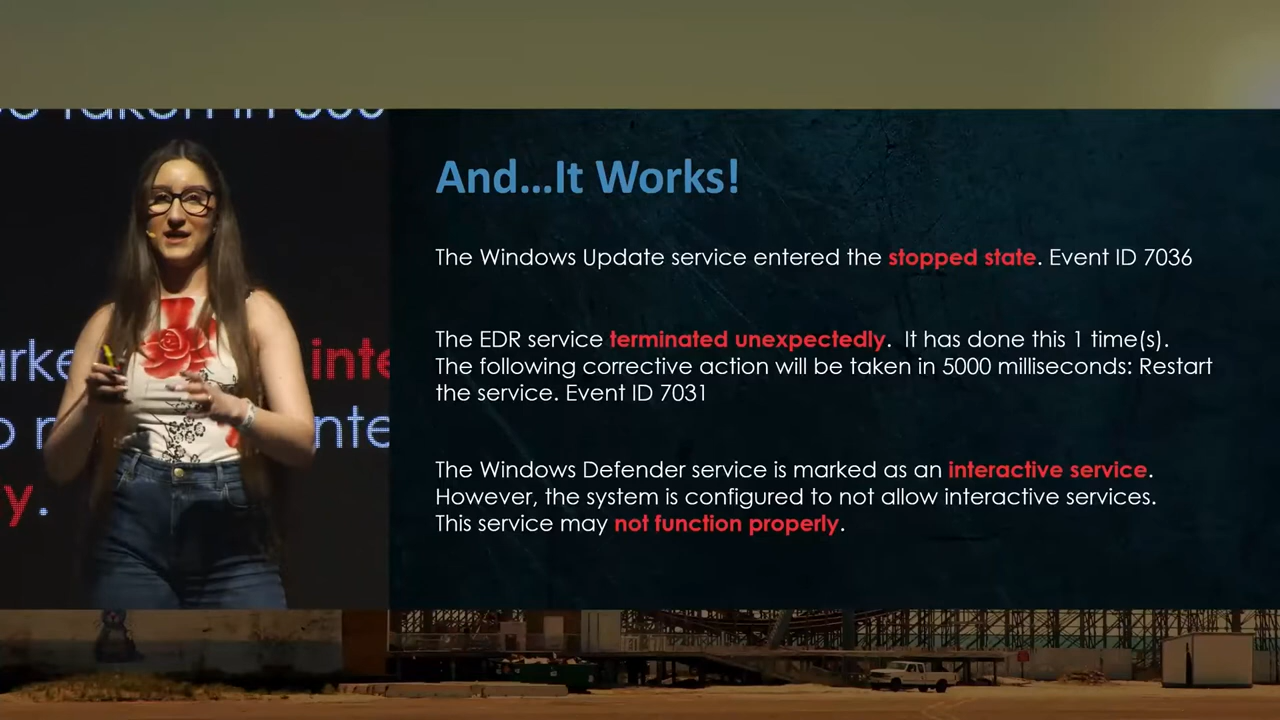 And...It Works!
The Windows Update service entered the stopped state. Event ID 7036
The EDR service terminated unexpectedly. It has done this 1 time(s).
The following corrective action will be taken in 5000 milliseconds: Restart
the service. Event ID 7031
The Windows Defender service is marked as an interactive service.
However, the system is configured to not allow interactive services.
This service may not function properly.